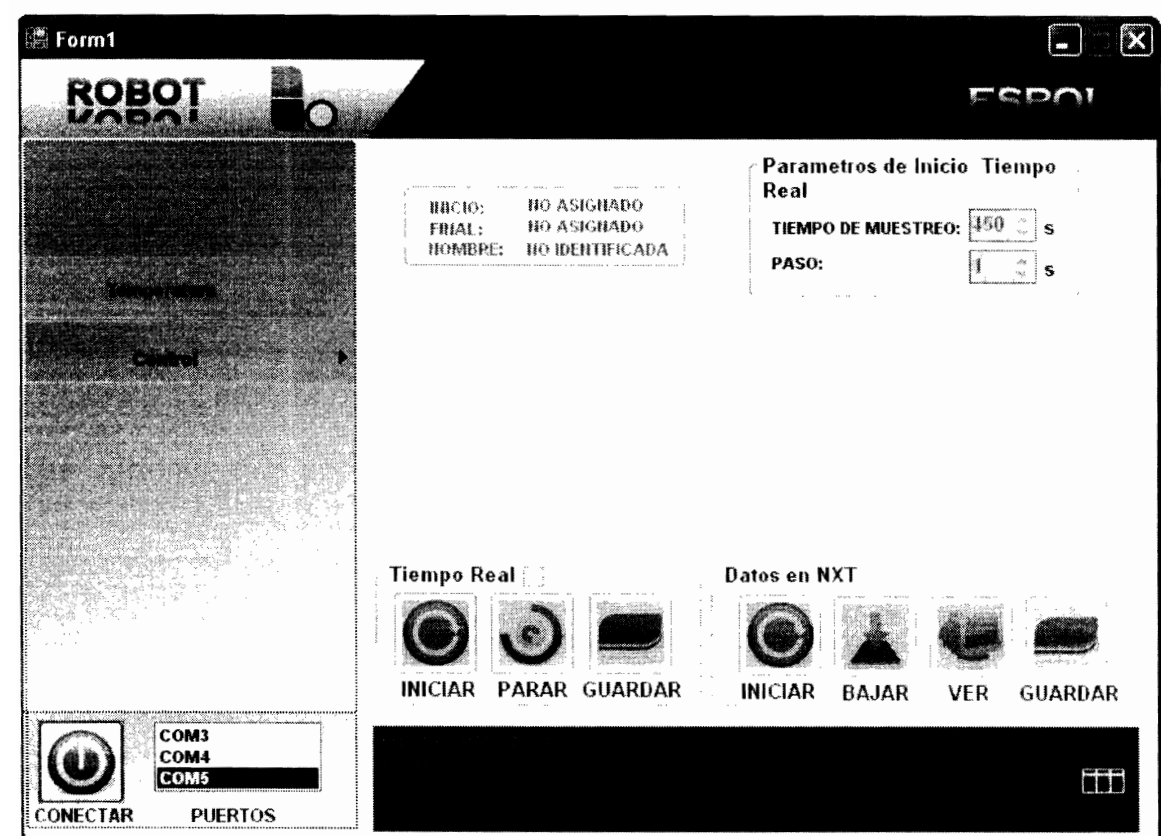 Form1
ROBOT
ESPOL
Parametros de Inicio Tiempo
Real
INICIO: NO ASIGNADO
FINAL: NO ASIGNADO
NOMBRE: NO IDENTIFICADA
TIEMPO DE MUESTREO: 450 s
PASO: 1 s
Temperatura
Control
Tiempo Real
INICIAR PARAR GUARDAR
Datos en NXT
INICIAR BAJAR VER GUARDAR
COM3
COM4
COM5
CONECTAR PUERTOS